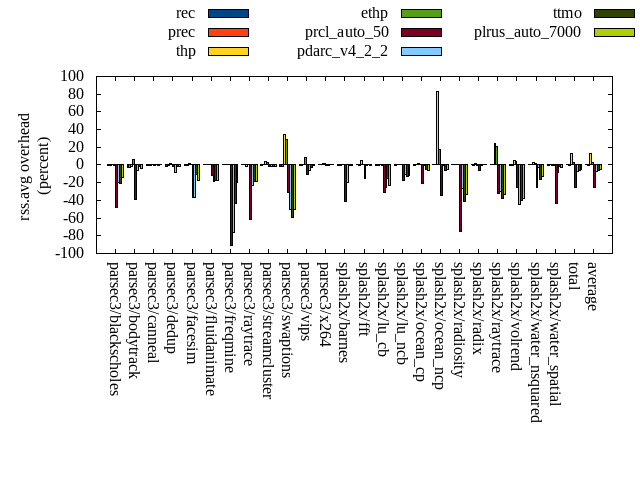 rec
prec
thp
ethp
prcl_auto_50
pdarc_v4_2_2
ttmo
plrus_auto_7000
rss.avg overhead
(percent)
100
80
60
40
20
0
-20
-40
-60
-80
-100
parsec3/blackscholes
parsec3/bodytrack
parsec3/canneal
parsec3/dedup
parsec3/facesim
parsec3/fluidanimate
parsec3/freqmine
parsec3/raytrace
parsec3/streamcluster
parsec3/swaptions
parsec3/vips
parsec3/x264
splash2x/barnes
splash2x/fft
splash2x/lu_cb
splash2x/lu_ncb
splash2x/ocean_cp
splash2x/ocean_ncp
splash2x/radiosity
splash2x/radix
splash2x/raytrace
splash2x/volrend
splash2x/water_nsquared
splash2x/water_spatial
total
average